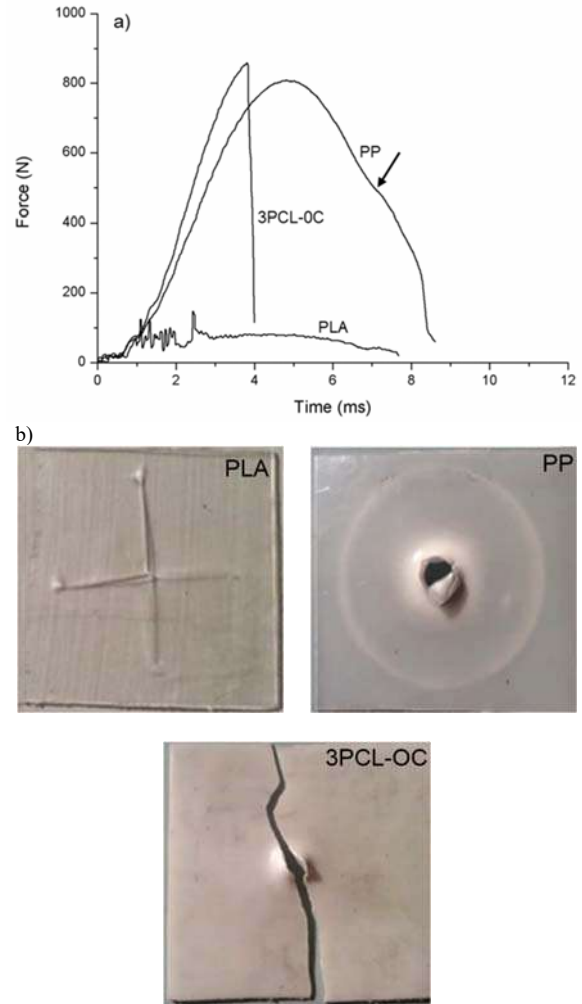 a)
1000
800
600
400
200
0
Force (N)
PP
3PCL-0C
PLA
0 2 4 6 8 10 12
Time (ms)
b)
PLA
PP
3PCL-OC